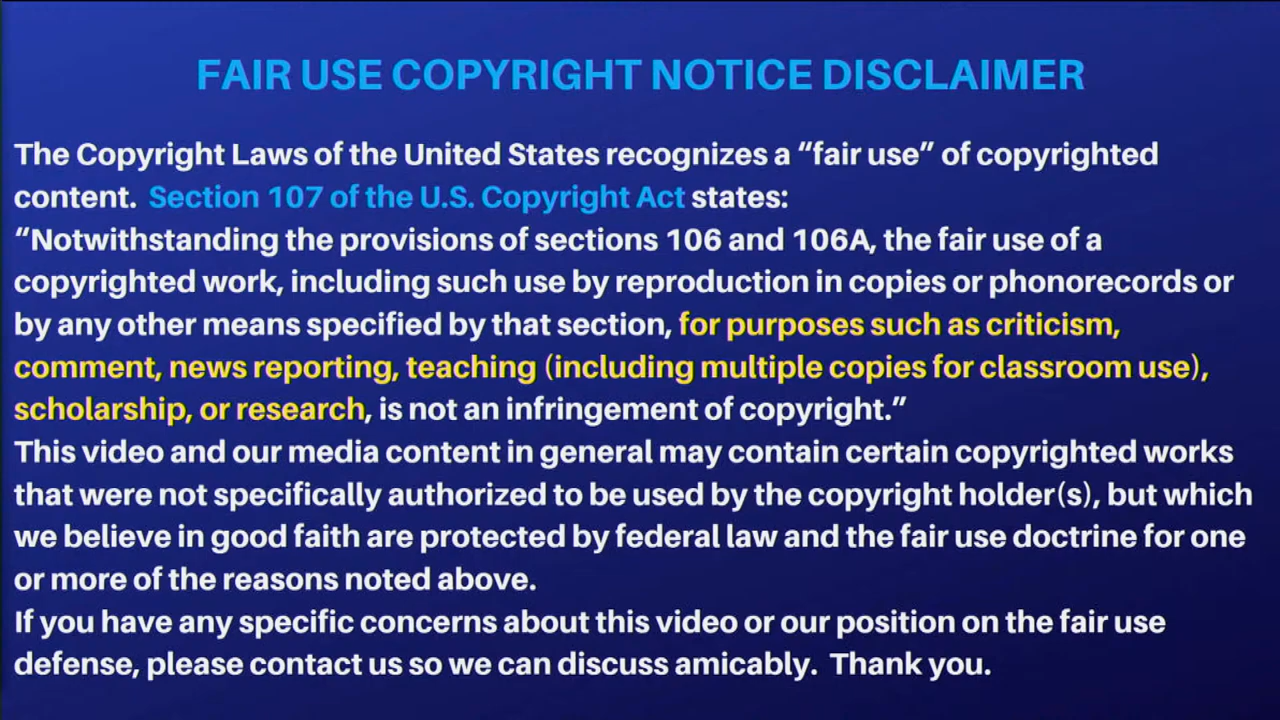 FAIR USE COPYRIGHT NOTICE DISCLAIMER
The Copyright Laws of the United States recognizes a “fair use” of copyrighted
content.  Section 107 of the U.S. Copyright Act states:
“Notwithstanding the provisions of sections 106 and 106A, the fair use of a
copyrighted work, including such use by reproduction in copies or phonorecords or
by any other means specified by that section, for purposes such as criticism,
comment, news reporting, teaching (including multiple copies for classroom use),
scholarship, or research, is not an infringement of copyright.”
This video and our media content in general may contain certain copyrighted works
that were not specifically authorized to be used by the copyright holder(s), but which
we believe in good faith are protected by federal law and the fair use doctrine for one
or more of the reasons noted above.
If you have any specific concerns about this video or our position on the fair use
defense, please contact us so we can discuss amicably.  Thank you.